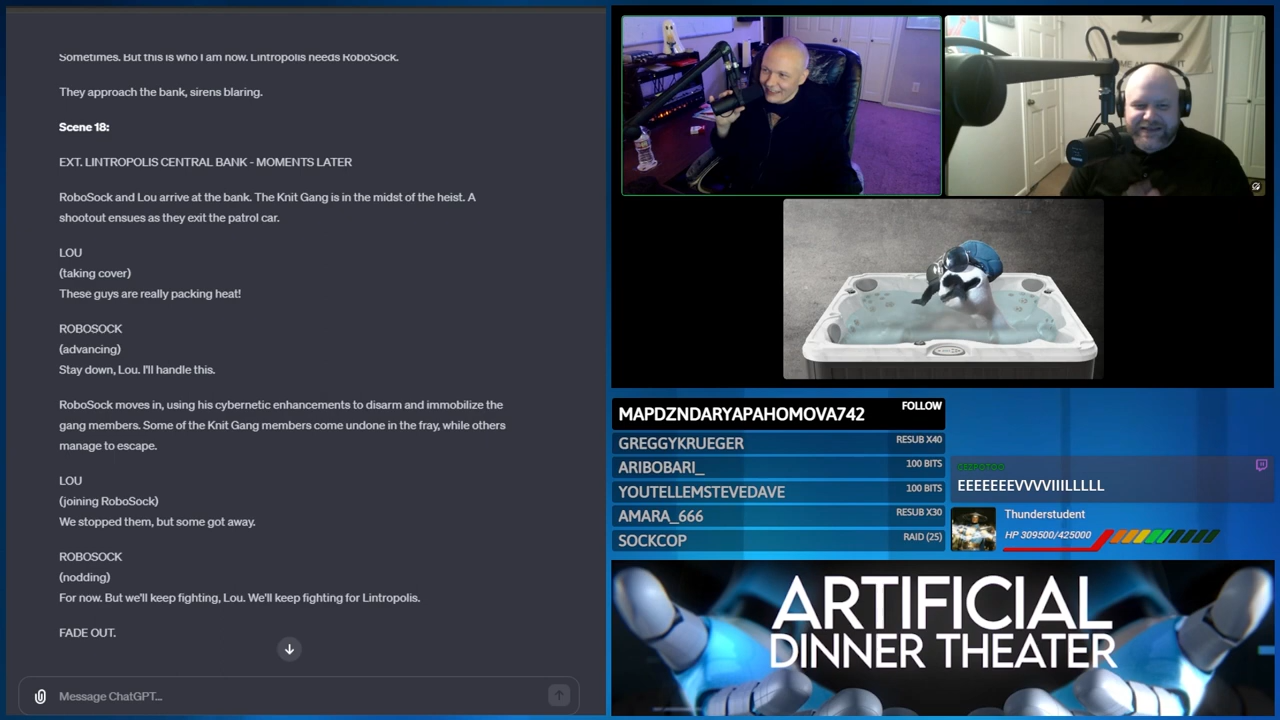 Sometimes. But this is who I am now. Lintropolis needs RoboSock.
They approach the bank, sirens blaring.
Scene 18:
EXT. LINTROPOLIS CENTRAL BANK - MOMENTS LATER
RoboSock and Lou arrive at the bank. The Knit Gang is in the midst of the heist. A
shootout ensues as they exit the patrol car.
LOU
(taking cover)
These guys are really packing heat!
ROBOSOCK
(advancing)
Stay down, Lou. I'll handle this.
RoboSock moves in, using his cybernetic enhancements to disarm and immobilize the
gang members. Some of the Knit Gang members come undone in the fray, while others
manage to escape.
LOU
(joining RoboSock)
We stopped them, but some got away.
ROBOSOCK
(nodding)
For now. But we'll keep fighting, Lou. We'll keep fighting for Lintropolis.
FADE OUT.
Message ChatGPT...
MAPDZNDARYAPAHOMOVA742 FOLLOW
GREGGYKRUEGER RESUB X40
ARIBOBARI_ 100 BITS
YOUTELLEMSTEVEDAVE 100 BITS
AMARA_666 RESUB X30
SOCKCOP RAID (25)
EEEEEEEVVVVIIILLLLL
Thunderstudent
HP 309500/425000
ARTIFICIAL
DINNER THEATER